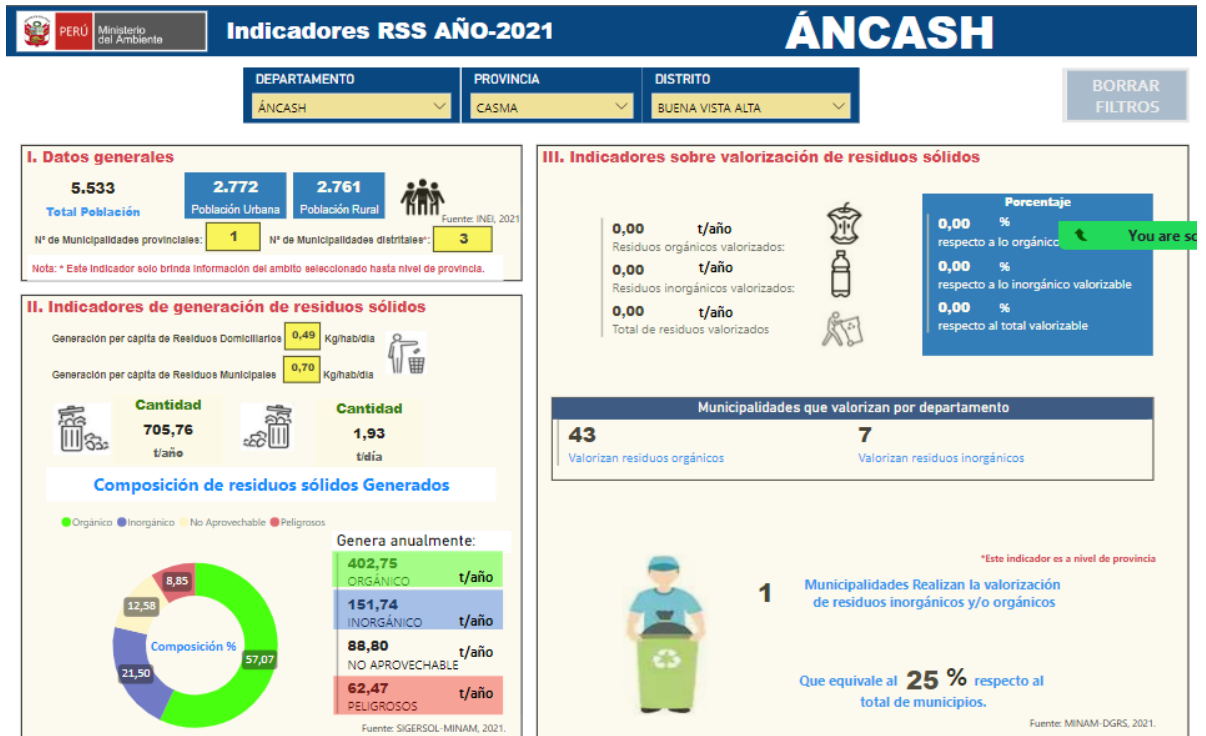 PERÚ Ministerio del Ambiente
Indicadores RSS AÑO-2021
ÁNCASH
DEPARTAMENTO PROVINCIA DISTRITO
ÁNCASH CASMA BUENA VISTA ALTA
BORRAR
FILTROS
I. Datos generales
5.533 2.772 2.761
Total Población Población Urbana Población Rural
Fuente: INEI, 2021
N° de Municipalidades provinciales: 1 N° de Municipalidades distritales*: 3
Nota: * Este Indicador solo brinda información del ambito seleccionado hasta nivel de provincia.
II. Indicadores de generación de residuos sólidos
Generación per cápita de Residuos Domiciliarios 0,49 Kg/hab/día
Generación per cápita de Residuos Municipales 0,70 Kg/hab/día
Cantidad Cantidad
705,76 1,93
t/año t/día
Composición de residuos sólidos Generados
Orgánico Inorgánico No Aprovechable Peligrosos
Genera anualmente:
402,75
ORGÁNICO t/año
151,74
INORGÁNICO t/año
88,80
NO APROVECHABLE t/año
62,47
PELIGROSOS t/año
8,85
12,58
Composición %
57,07
21,50
Fuente: SIGERSOL-MINAM, 2021.
III. Indicadores sobre valorización de residuos sólidos
0,00 t/año
Residuos orgánicos valorizados:
0,00 t/año
Residuos inorgánicos valorizados:
0,00 t/año
Total de residuos valorizados
Porcentaje
0,00 %
respecto a lo orgánico
You are
0,00 %
respecto a lo inorgánico valorizable
0,00 %
respecto al total valorizable
Municipalidades que valorizan por departamento
43 7
Valorizan residuos orgánicos Valorizan residuos inorgánicos
*Este indicador es a nivel de provincia
1 Municipalidades Realizan la valorización
de residuos inorgánicos y/o orgánicos
Que equivale al 25 % respecto al
total de municipios.
Fuente: MINAM-DGRS, 2021.